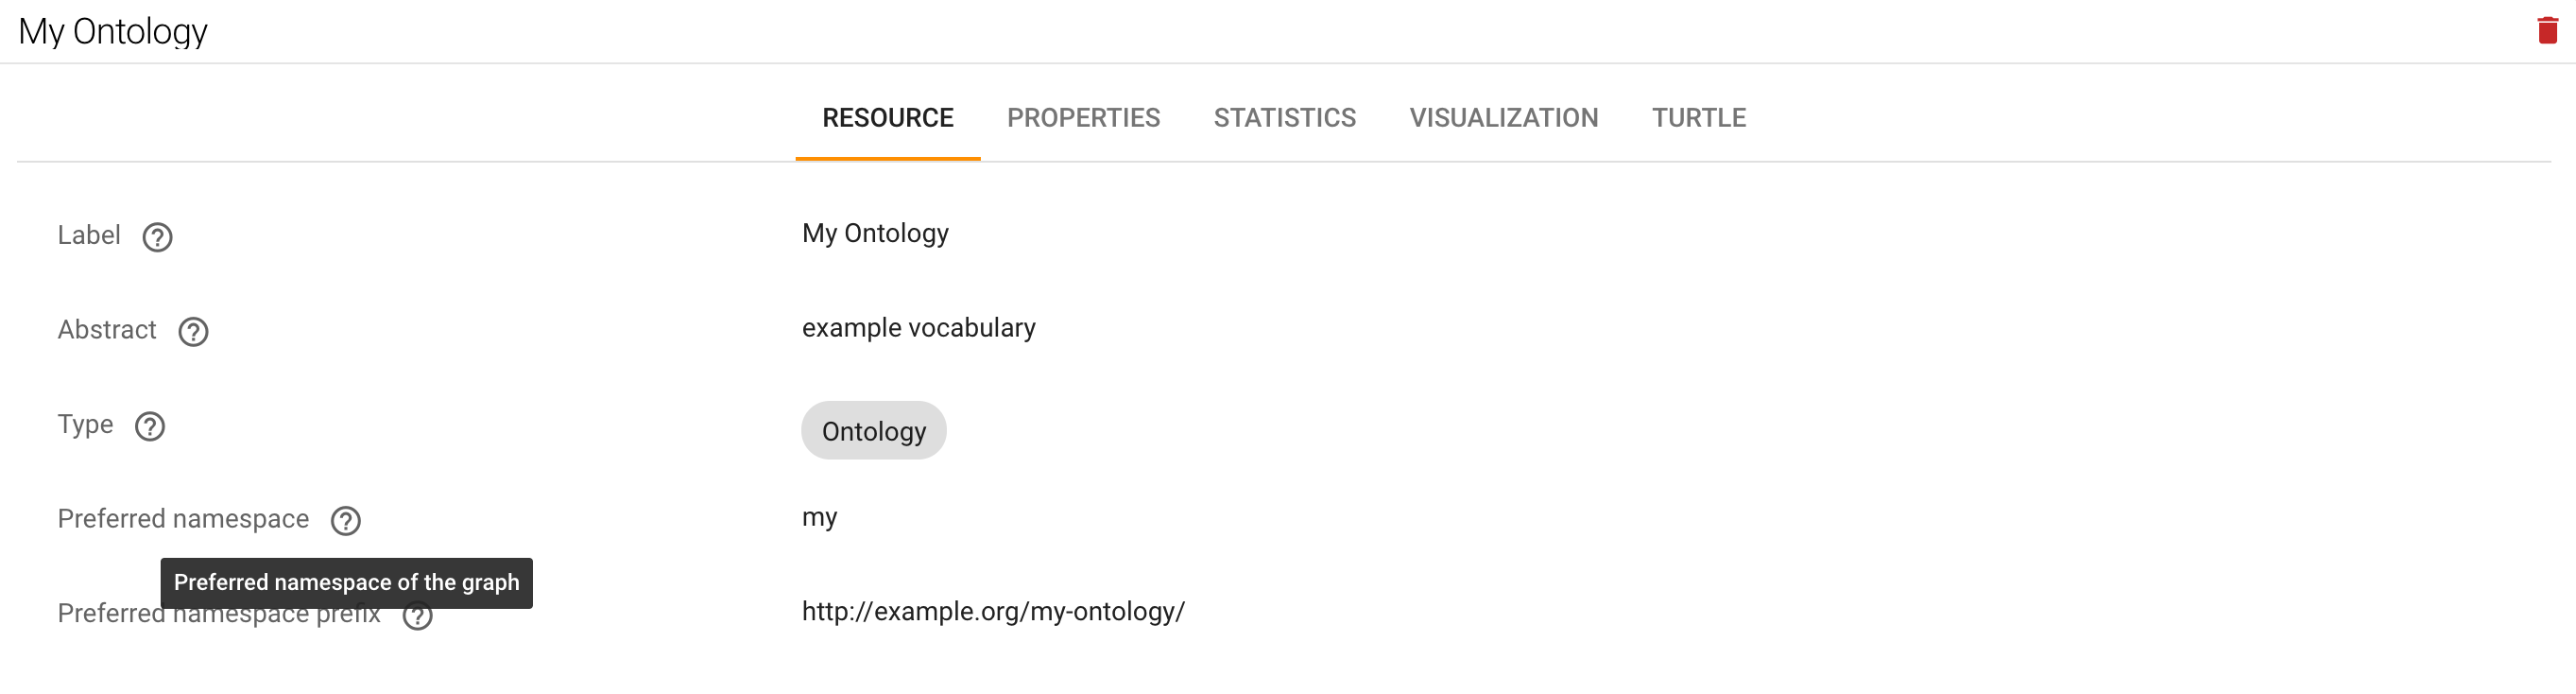 My Ontology
RESOURCE PROPERTIES STATISTICS VISUALIZATION TURTLE
Label ? My Ontology
Abstract ? example vocabulary
Type ? Ontology
Preferred namespace ? my
Preferred namespace of the graph
Preferred namespace prefix ? http://example.org/my-ontology/